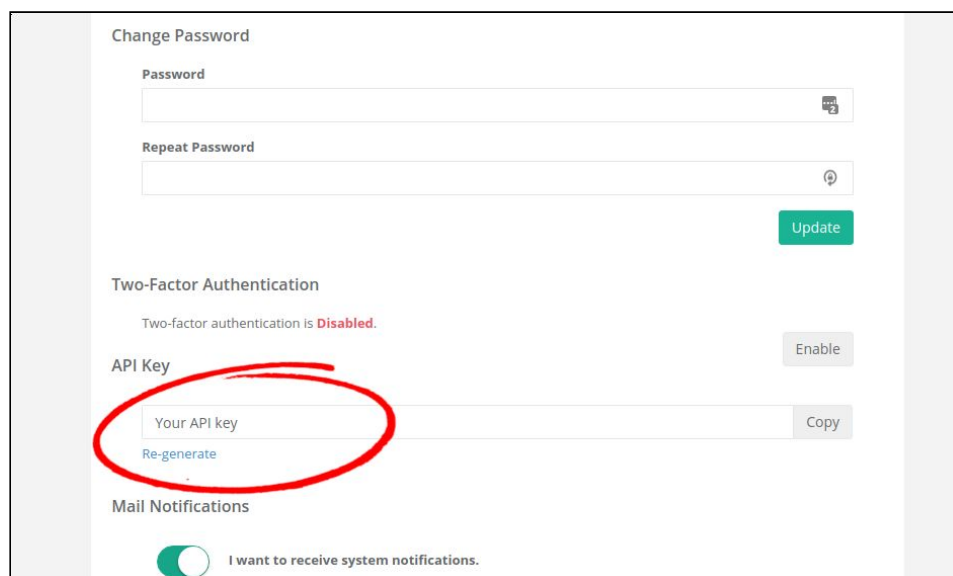 Change Password
Password
Repeat Password
Update
Two-Factor Authentication
Two-factor authentication is Disabled.
Enable
API Key
Your API key
Copy
Re-generate
Mail Notifications
I want to receive system notifications.